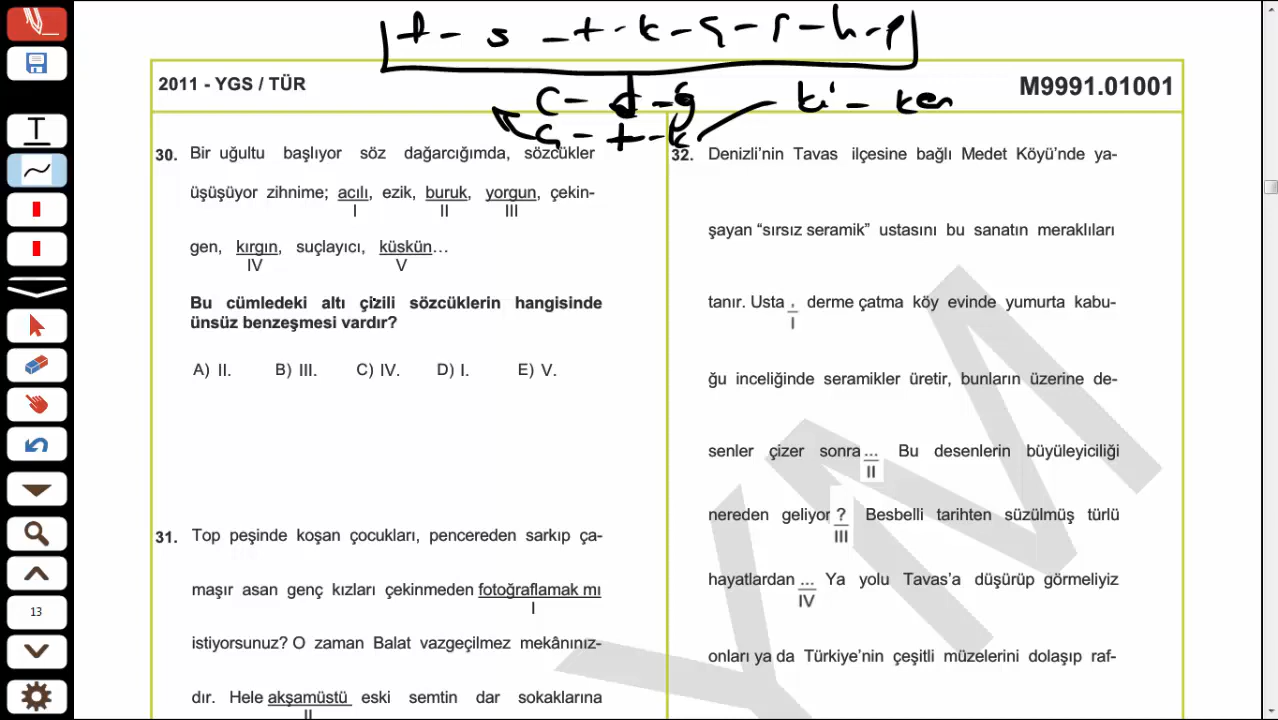 f - s - t - k - ç - ş - h - p
c - d - g
ç - t - k
ki - ken
2011 - YGS / TÜR
M9991.01001
30. Bir uğultu başlıyor söz dağarcığımda, sözcükler
üşüşüyor zihnime; acılı, ezik, buruk, yorgun, çekin-
I II III
gen, kırgın, suçlayıcı, küskün...
IV V
Bu cümledeki altı çizili sözcüklerin hangisinde
ünsüz benzeşmesi vardır?
A) II. B) III. C) IV. D) I. E) V.
31. Top peşinde koşan çocukları, pencereden sarkıp ça-
maşır asan genç kızları çekinmeden fotoğraflamak mı
I
istiyorsunuz? O zaman Balat vazgeçilmez mekânınız-
dır. Hele akşamüstü eski semtin dar sokaklarına
II
32. Denizli'nin Tavas ilçesine bağlı Medet Köyü'nde ya-
şayan "sırsız seramik" ustasını bu sanatın meraklıları
tanır. Usta , derme çatma köy evinde yumurta kabu-
I
ğu inceliğinde seramikler üretir, bunların üzerine de-
senler çizer sonra ... Bu desenlerin büyüleyiciliği
II
nereden geliyor ? Besbelli tarihten süzülmüş türlü
III
hayatlardan ... Ya yolu Tavas'a düşürüp görmeliyiz
IV
onları ya da Türkiye'nin çeşitli müzelerini dolaşıp raf-
YM
T
13